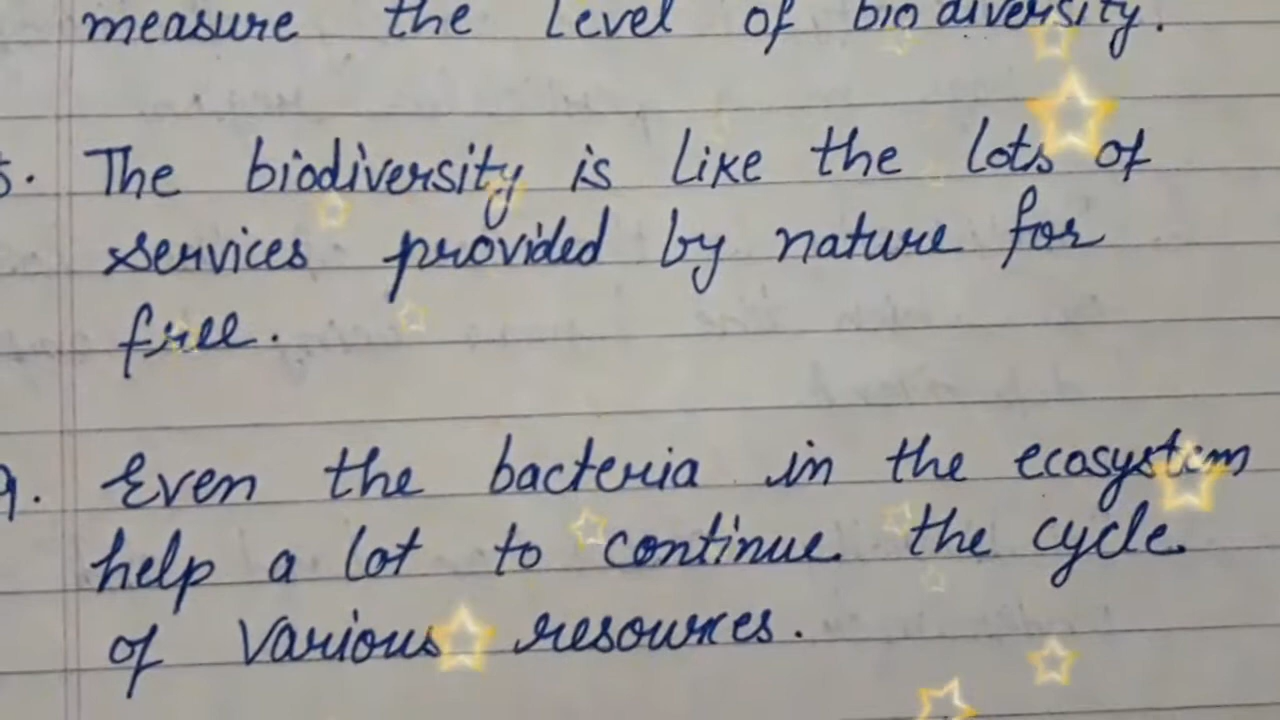 measure the level of biodiversity.
5. The biodiversity is like the lots of
services provided by nature for
free.
9. Even the bacteria in the ecosystem
help a lot to continue the cycle
of various resources.